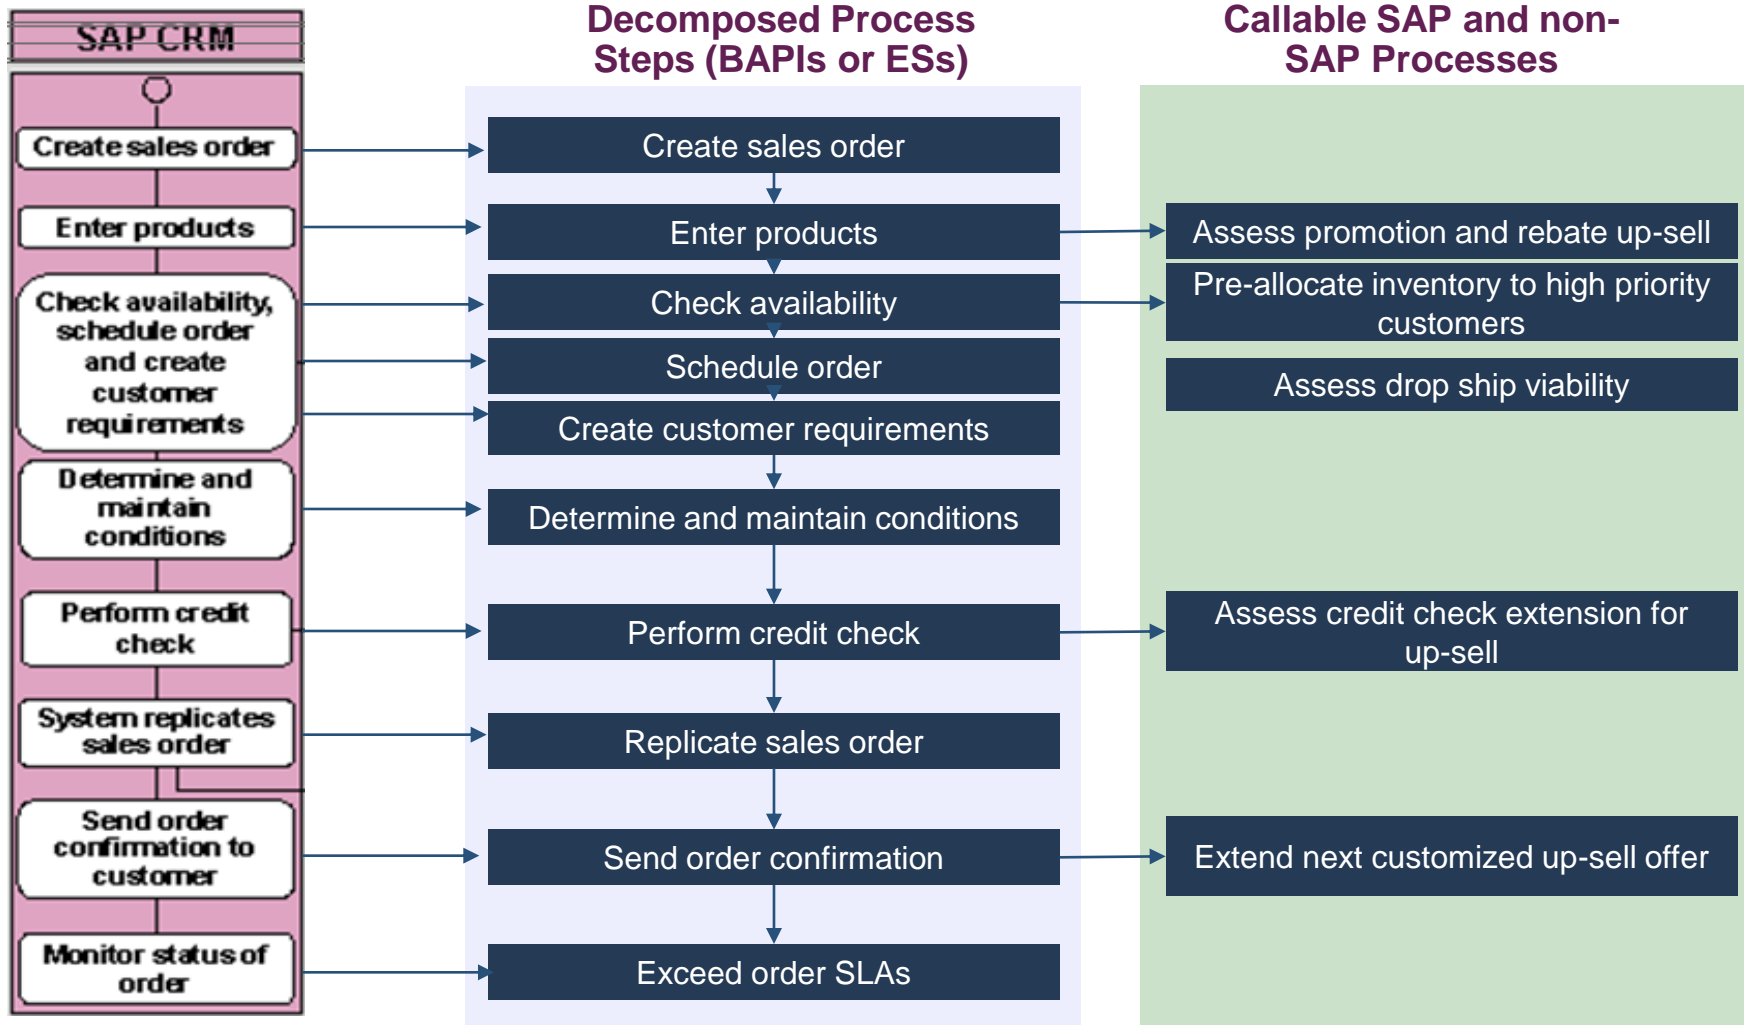 SAP CRM
Create sales order
Enter products
Check availability,
schedule order
and create
customer
requirements
Determine and
maintain
conditions
Perform credit
check
System replicates
sales order
Send order
confirmation to
customer
Monitor status of
order
Decomposed Process
Steps (BAPIs or ESs)
Create sales order
Enter products
Check availability
Schedule order
Create customer requirements
Determine and maintain conditions
Perform credit check
Replicate sales order
Send order confirmation
Exceed order SLAs
Callable SAP and non-
SAP Processes
Assess promotion and rebate up-sell
Pre-allocate inventory to high priority
customers
Assess drop ship viability
Assess credit check extension for
up-sell
Extend next customized up-sell offer